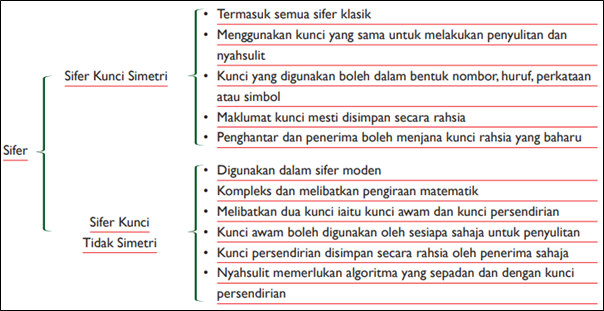 • Termasuk semua sifer klasik
• Menggunakan kunci yang sama untuk melakukan penyulitan dan
nyahsulit
Sifer Kunci Simetri
• Kunci yang digunakan boleh dalam bentuk nombor, huruf, perkataan
atau simbol
• Maklumat kunci mesti disimpan secara rahsia
• Penghantar dan penerima boleh menjana kunci rahsia yang baharu
Sifer
• Digunakan dalam sifer moden
• Kompleks dan melibatkan pengiraan matematik
• Melibatkan dua kunci iaitu kunci awam dan kunci persendirian
Sifer Kunci
Tidak Simetri
• Kunci awam boleh digunakan oleh sesiapa sahaja untuk penyulitan
• Kunci persendirian disimpan secara rahsia oleh penerima sahaja
• Nyahsulit memerlukan algoritma yang sepadan dan dengan kunci
persendirian